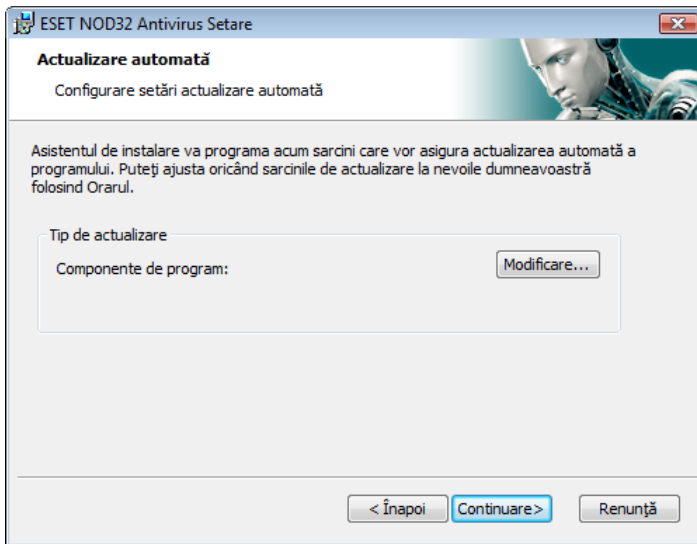 ESET NOD32 Antivirus Setare
Actualizare automată
Configurare setări actualizare automată
Asistentul de instalare va programa acum sarcini care vor asigura actualizarea automată a
programului. Puteţi ajusta oricând sarcinile de actualizare la nevoile dumneavoastră
folosind Orarul.
Tip de actualizare
Componente de program:
Modificare...
< Înapoi
Continuare>
Renunţă